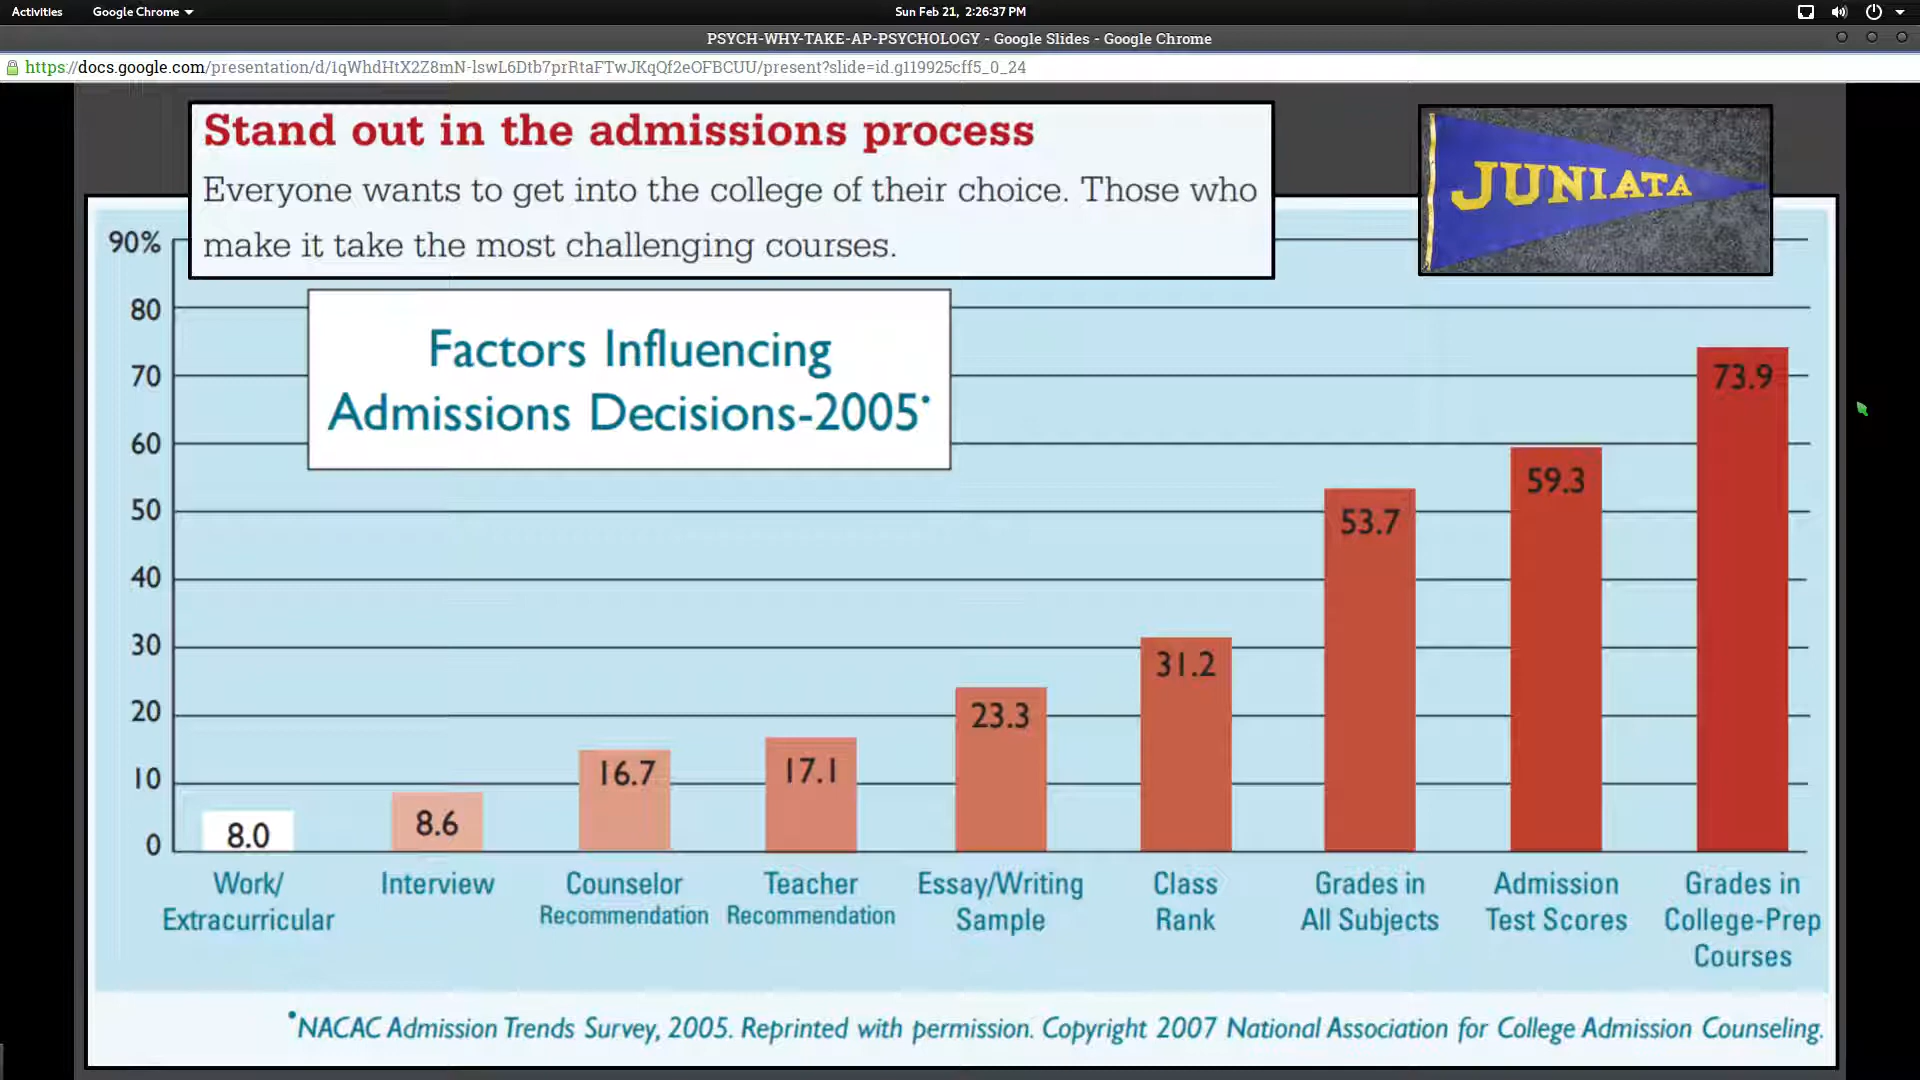 Activities
Google Chrome
Sun Feb 21, 2:26:37 PM
PSYCH-WHY-TAKE-AP-PSYCHOLOGY - Google Slides - Google Chrome
https://docs.google.com/presentation/d/1qWhdHtX2Z8mN-lswL6Dtb7prRtaFTwJKqQf2eOFBCUU/present?slide=id.g119925cff5_0_24
Stand out in the admissions process
Everyone wants to get into the college of their choice. Those who
make it take the most challenging courses.
JUNIATA
Factors Influencing
Admissions Decisions-2005*
90%
80
70
60
50
40
30
20
10
0
8.0
8.6
16.7
17.1
23.3
31.2
53.7
59.3
73.9
Work/
Extracurricular
Interview
Counselor
Recommendation
Teacher
Recommendation
Essay/Writing
Sample
Class
Rank
Grades in
All Subjects
Admission
Test Scores
Grades in
College-Prep
Courses
*NACAC Admission Trends Survey, 2005. Reprinted with permission. Copyright 2007 National Association for College Admission Counseling.